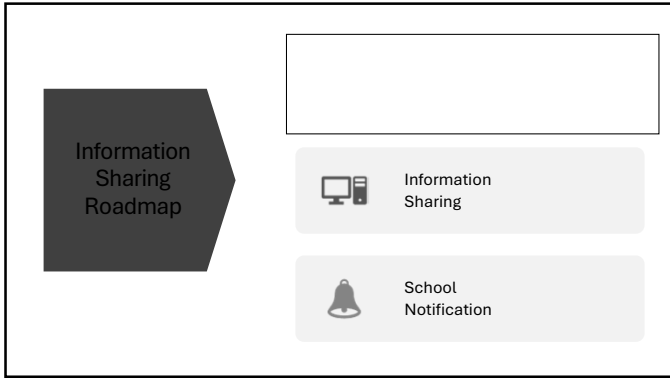 Information
Sharing
Roadmap
Information
Sharing
School
Notification